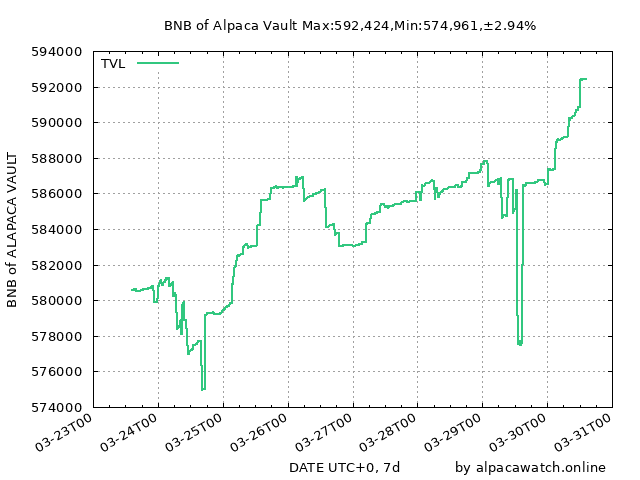 BNB of Alpaca Vault Max:592,424,Min:574,961,±2.94%
TVL
594000
592000
590000
588000
586000
584000
582000
580000
578000
576000
574000
BNB of ALAPACA VAULT
03-23T00
03-24T00
03-25T00
03-26T00
03-27T00
03-28T00
03-29T00
03-30T00
03-31T00
DATE UTC+0, 7d
by alpacawatch.online